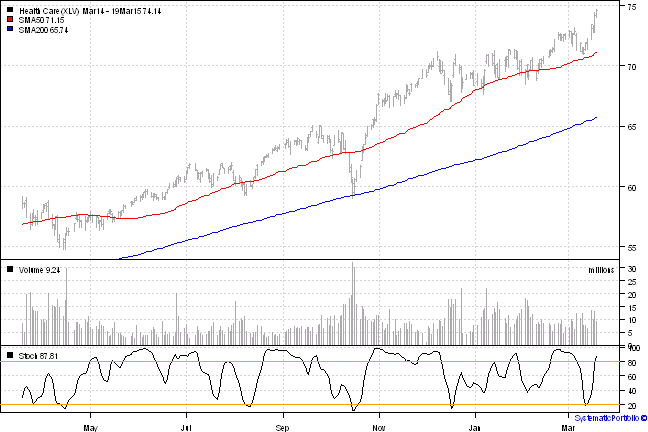 Health Care (XLV) Mar14 - 19Mar15 74.14
SMA50 71.15
SMA200 65.74
75
70
65
60
55
Volume 9.24
millions
30
25
20
15
10
5
0
Stoch 87.81
100
80
60
40
20
May
Jul
Sep
Nov
Jan
Mar
SystematicPortfolio ©